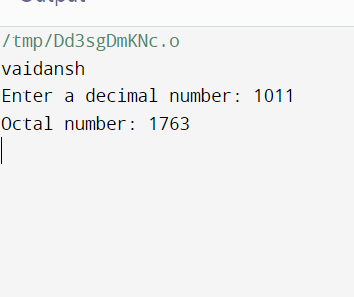 Output
/tmp/Dd3sgDmKNc.o
vaidansh
Enter a decimal number: 1011
Octal number: 1763